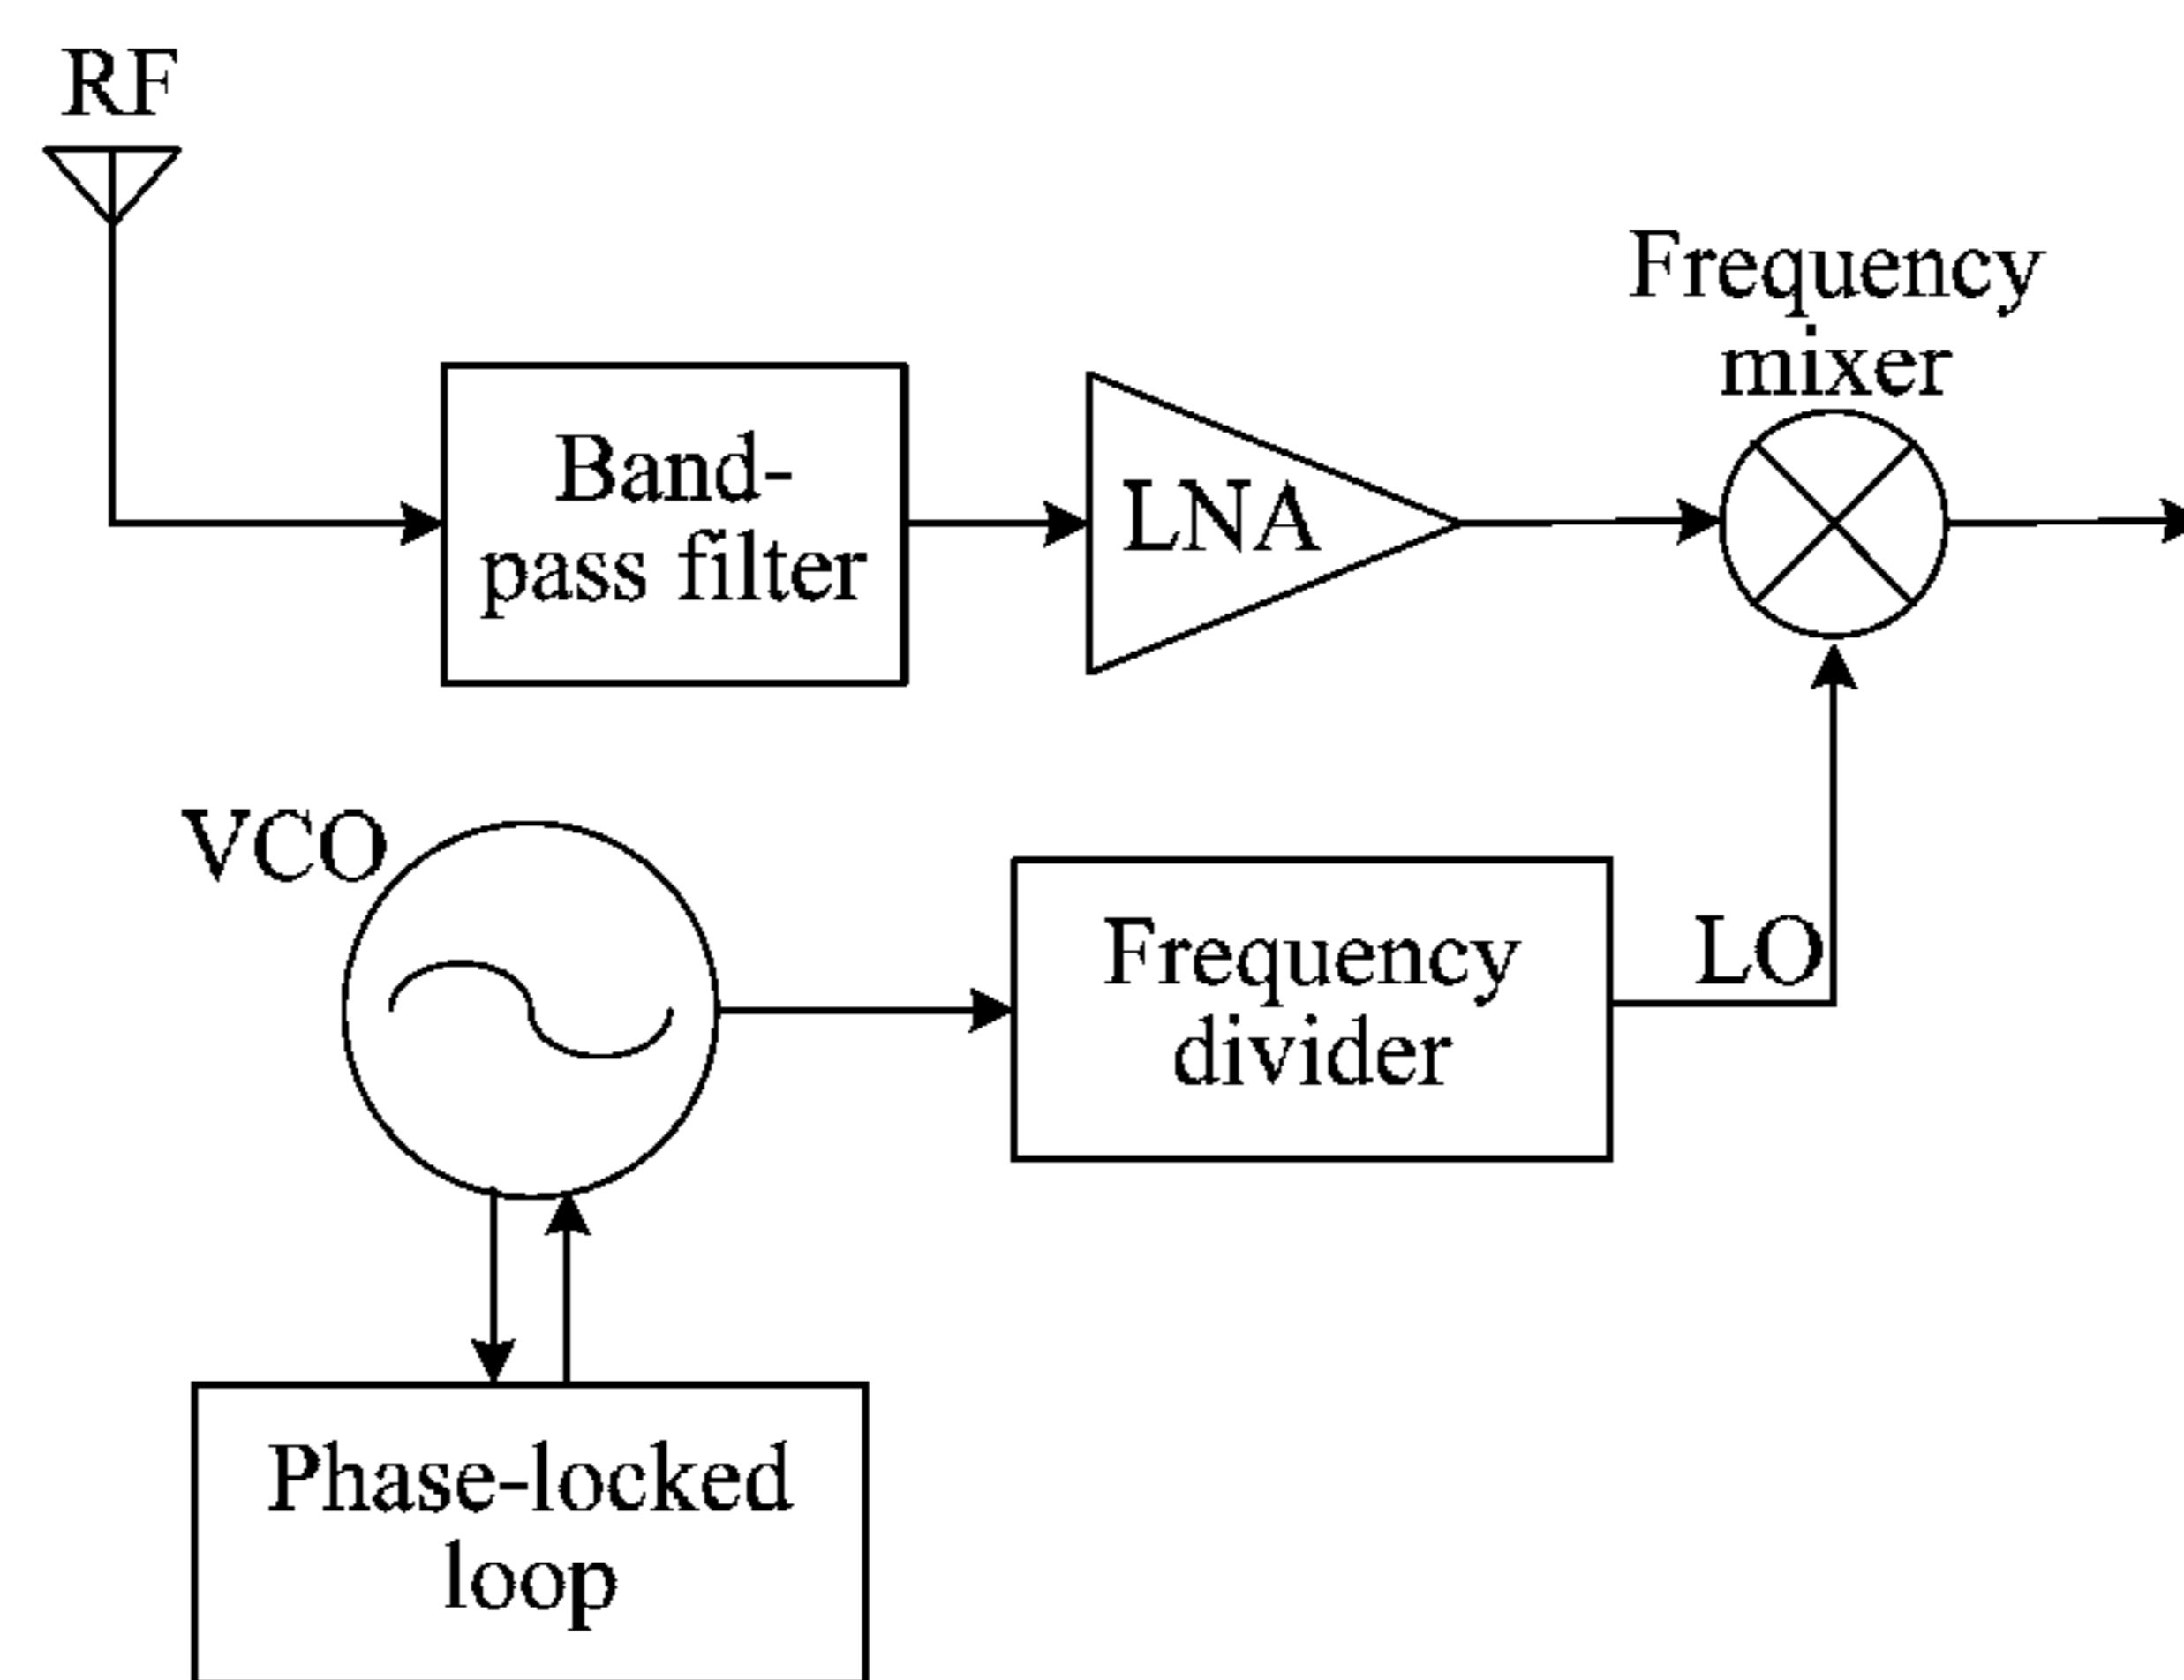 RF
Frequency
mixer
Band-
pass filter
LNA
VCO
Frequency
divider
LO
Phase-locked
loop